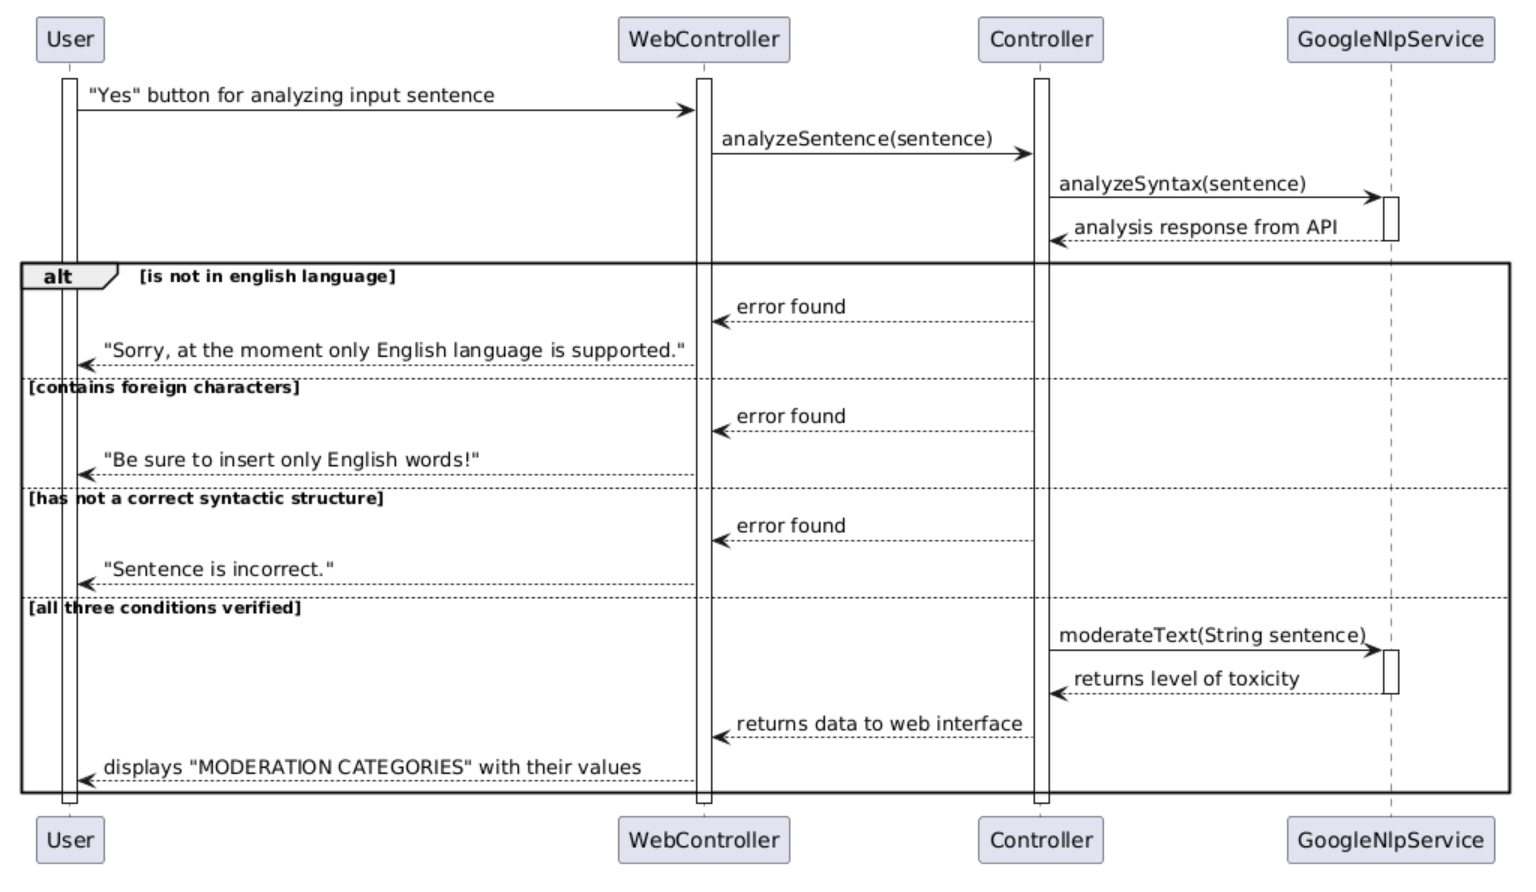 User WebController Controller GoogleNlpService
"Yes" button for analyzing input sentence
analyzeSentence(sentence)
analyzeSyntax(sentence)
analysis response from API
alt [is not in english language]
error found
"Sorry, at the moment only English language is supported."
[contains foreign characters]
error found
"Be sure to insert only English words!"
[has not a correct syntactic structure]
error found
"Sentence is incorrect."
[all three conditions verified]
moderateText(String sentence)
returns level of toxicity
returns data to web interface
displays "MODERATION CATEGORIES" with their values
User WebController Controller GoogleNlpService